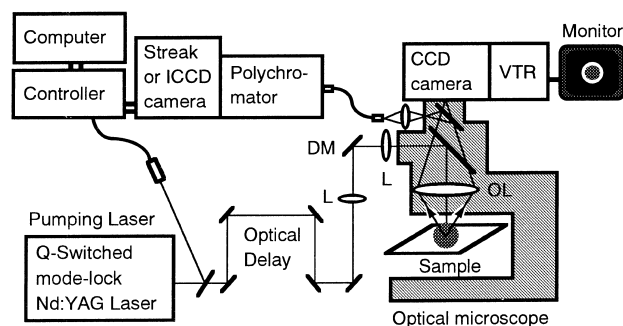 Computer
Controller
Streak
or ICCD
camera
Polychro-
mator
CCD
camera
VTR
Monitor
DM
L
L
OL
Pumping Laser
Q-Switched
mode-lock
Nd:YAG Laser
Optical
Delay
Sample
Optical microscope